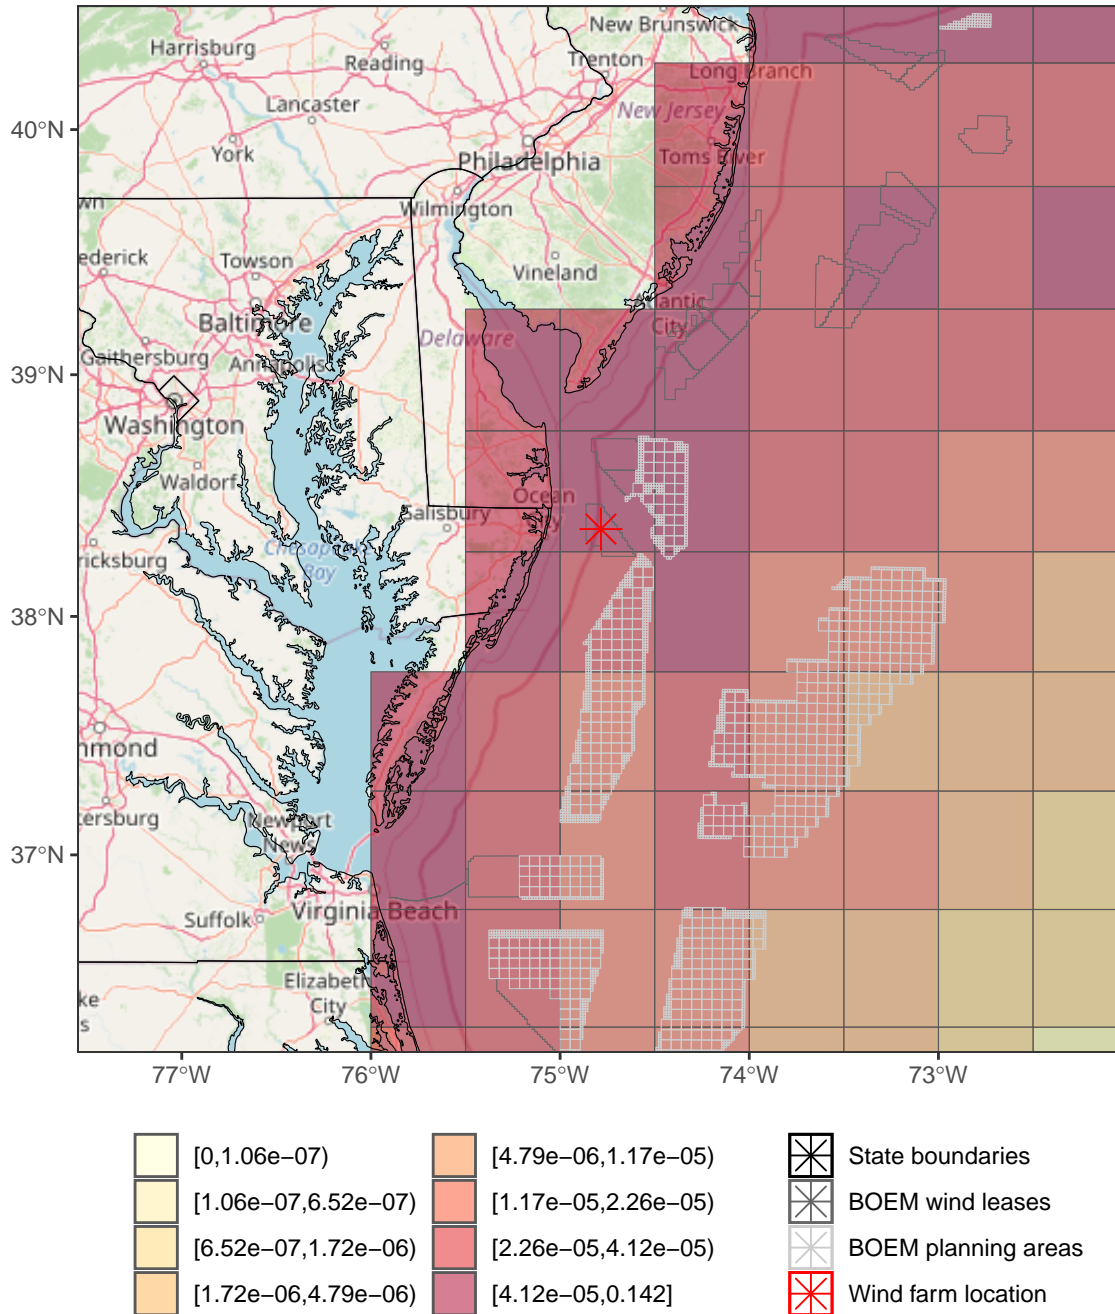 New Brunswick
Harrisburg
Reading
Trenton
Long Branch
Lancaster
New Jersey
40°N
York
Philadelphia
Toms River
wn
Wilmington
ederick
Towson
Vineland
Atlantic
City
Baltimore
Delaware
Gaithersburg
Annapolis
39°N
Washington
Waldorf
Ocean
City
Salisbury
Chesapeake
Bay
ricksburg
38°N
hmond
tersburg
Newport
News
37°N
Virginia Beach
Suffolk
Elizabeth
City
ke
s
77°W
76°W
75°W
74°W
73°W
[0,1.06e−07)
[1.06e−07,6.52e−07)
[6.52e−07,1.72e−06)
[1.72e−06,4.79e−06)
[4.79e−06,1.17e−05)
[1.17e−05,2.26e−05)
[2.26e−05,4.12e−05)
[4.12e−05,0.142]
State boundaries
BOEM wind leases
BOEM planning areas
Wind farm location